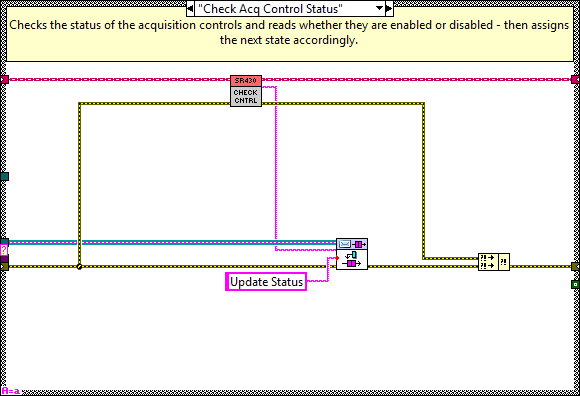 "Check Acq Control Status"
Checks the status of the acquisition controls and reads whether they are enabled or disabled - then assigns
the next state accordingly.
SR430
CHECK
CNTRL
?
?! ?!
?!
Update Status
A=a